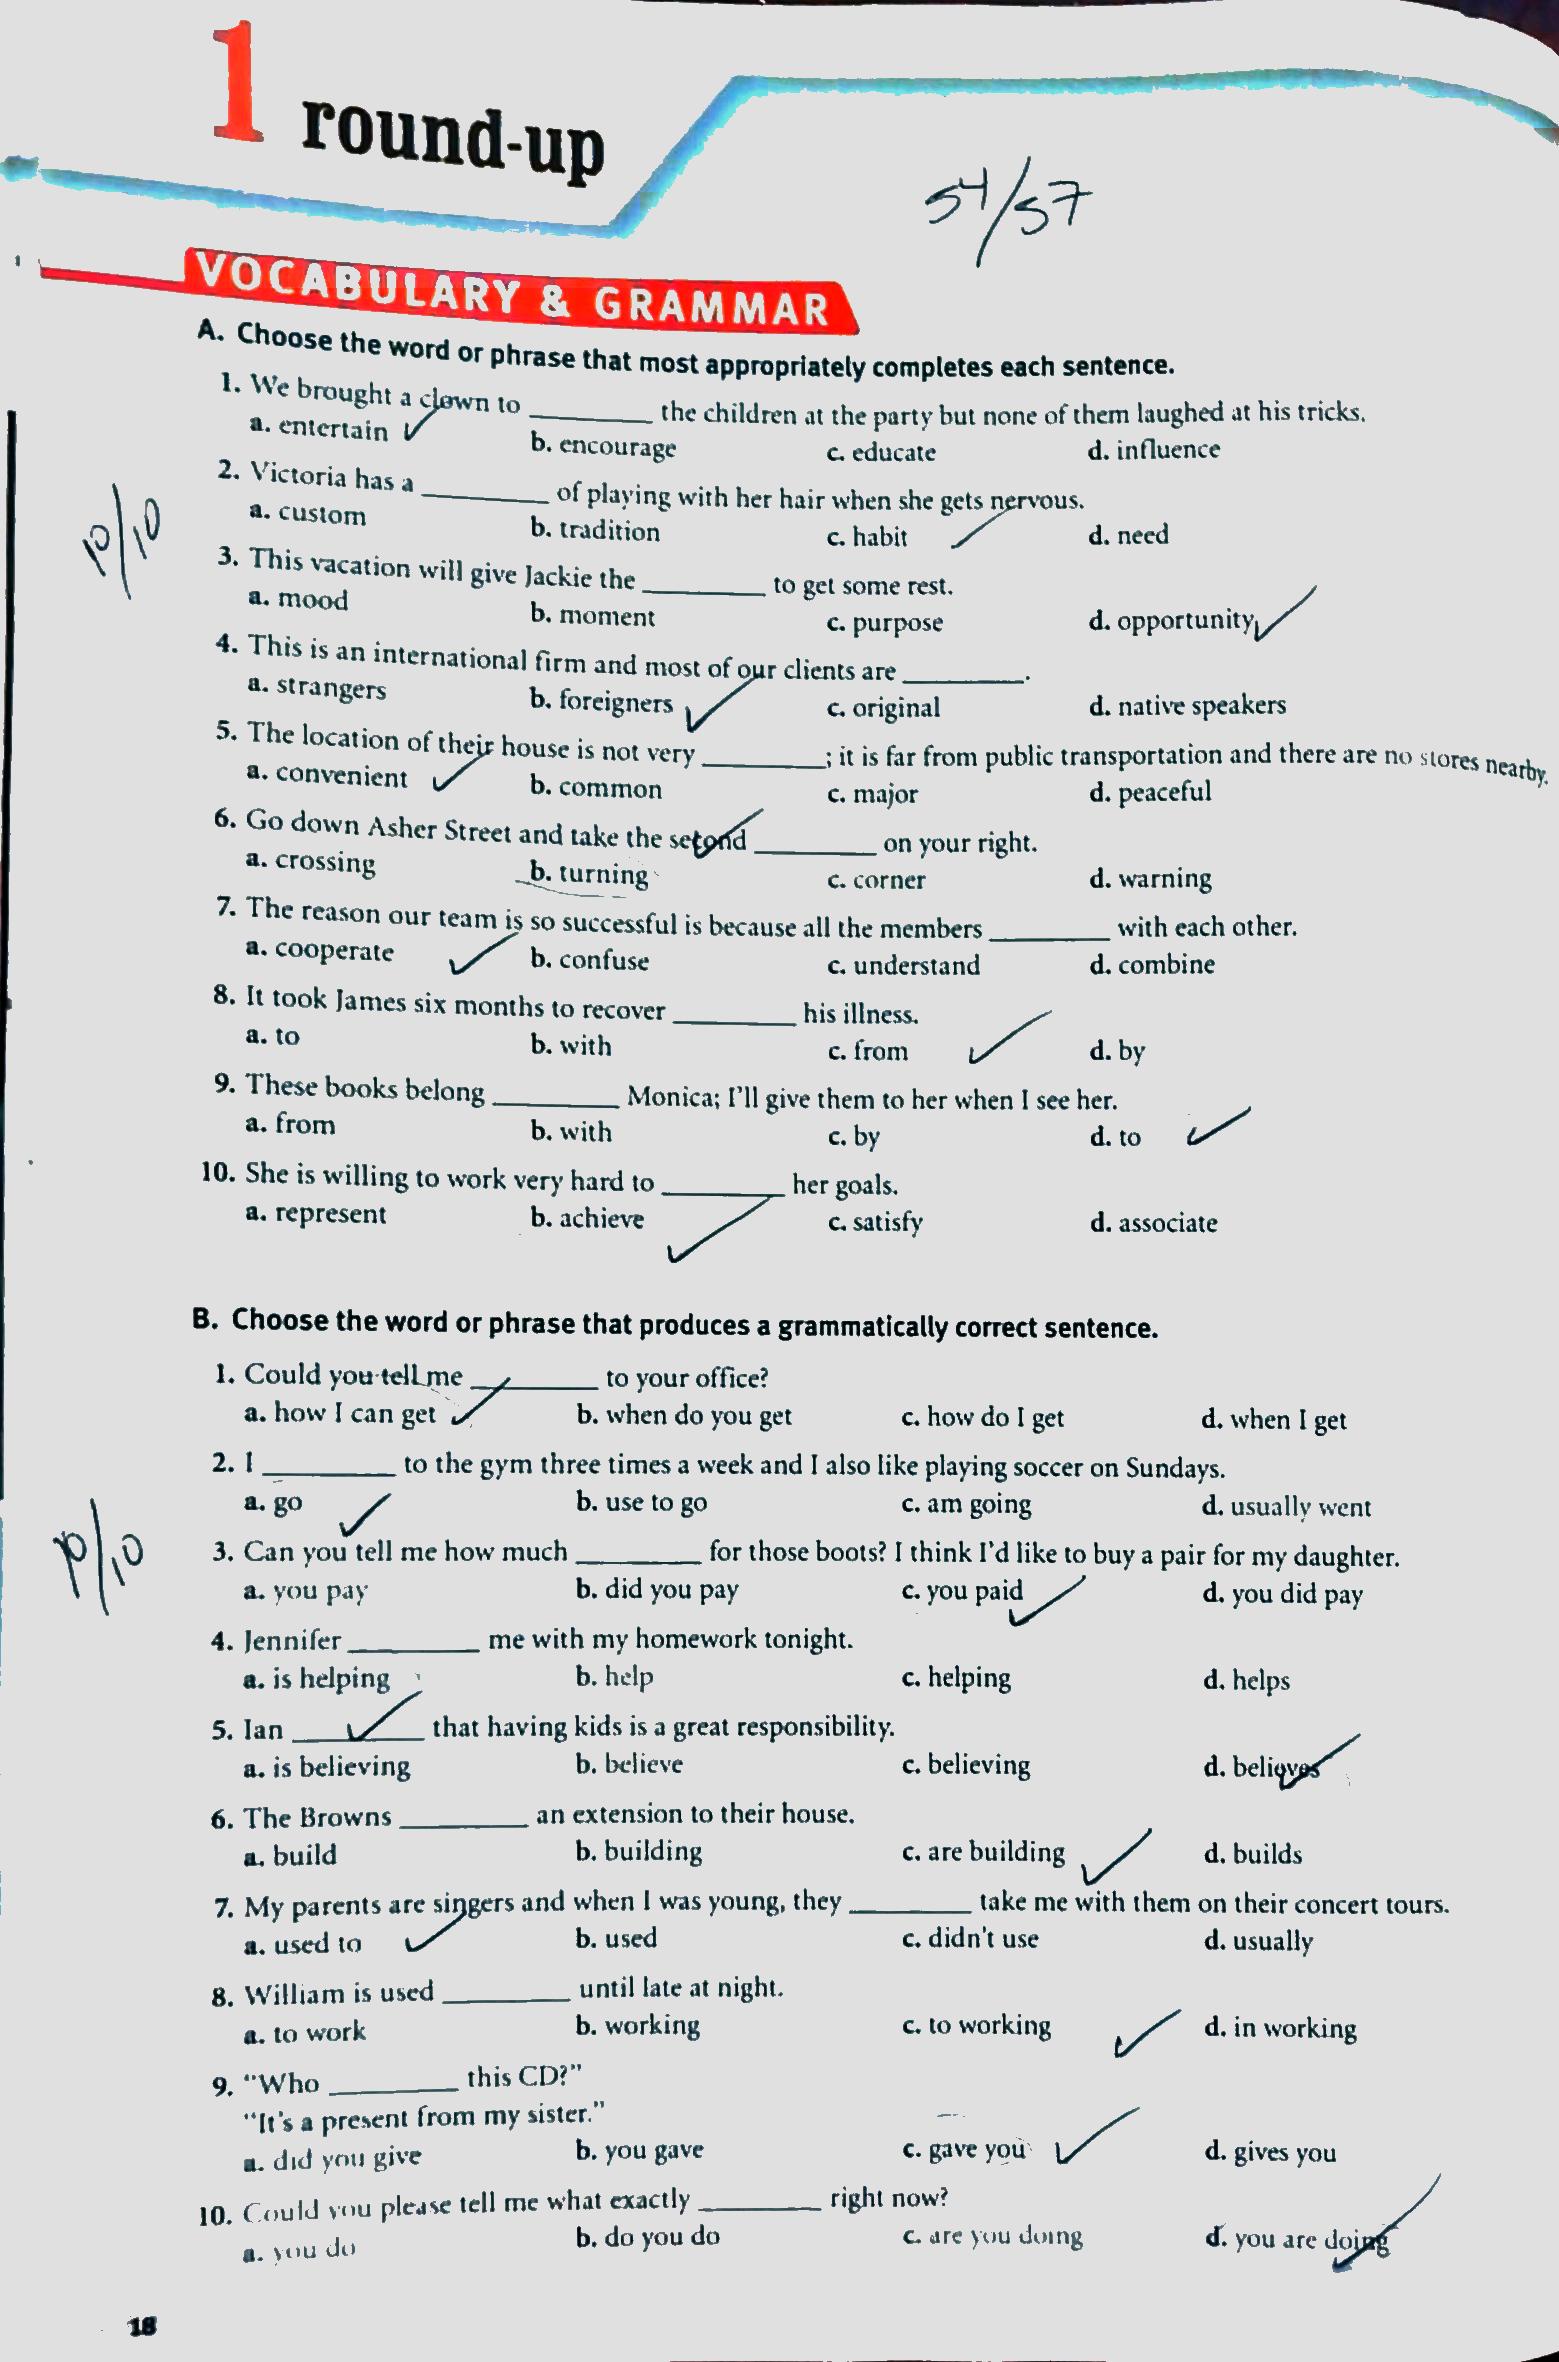 1 round-up
54/57
VOCABULARY & GRAMMAR
A. Choose the word or phrase that most appropriately completes each sentence.
1. We brought a clown to ________ the children at the party but none of them laughed at his tricks.
a. entertain b. encourage c. educate d. influence
2. Victoria has a ________ of playing with her hair when she gets nervous.
a. custom b. tradition c. habit d. need
10/10
3. This vacation will give Jackie the ________ to get some rest.
a. mood b. moment c. purpose d. opportunity
4. This is an international firm and most of our clients are ________.
a. strangers b. foreigners c. original d. native speakers
5. The location of their house is not very ________; it is far from public transportation and there are no stores nearby.
a. convenient b. common c. major d. peaceful
6. Go down Asher Street and take the second ________ on your right.
a. crossing b. turning c. corner d. warning
7. The reason our team is so successful is because all the members ________ with each other.
a. cooperate b. confuse c. understand d. combine
8. It took James six months to recover ________ his illness.
a. to b. with c. from d. by
9. These books belong ________ Monica; I'll give them to her when I see her.
a. from b. with c. by d. to
10. She is willing to work very hard to ________ her goals.
a. represent b. achieve c. satisfy d. associate
B. Choose the word or phrase that produces a grammatically correct sentence.
1. Could you tell me ________ to your office?
a. how I can get b. when do you get c. how do I get d. when I get
2. I ________ to the gym three times a week and I also like playing soccer on Sundays.
a. go b. use to go c. am going d. usually went
10/10
3. Can you tell me how much ________ for those boots? I think I'd like to buy a pair for my daughter.
a. you pay b. did you pay c. you paid d. you did pay
4. Jennifer ________ me with my homework tonight.
a. is helping b. help c. helping d. helps
5. Ian ________ that having kids is a great responsibility.
a. is believing b. believe c. believing d. believes
6. The Browns ________ an extension to their house.
a. build b. building c. are building d. builds
7. My parents are singers and when I was young, they ________ take me with them on their concert tours.
a. used to b. used c. didn't use d. usually
8. William is used ________ until late at night.
a. to work b. working c. to working d. in working
9. "Who ________ this CD?"
"It's a present from my sister."
a. did you give b. you gave c. gave you d. gives you
10. Could you please tell me what exactly ________ right now?
a. you do b. do you do c. are you doing d. you are doing
18